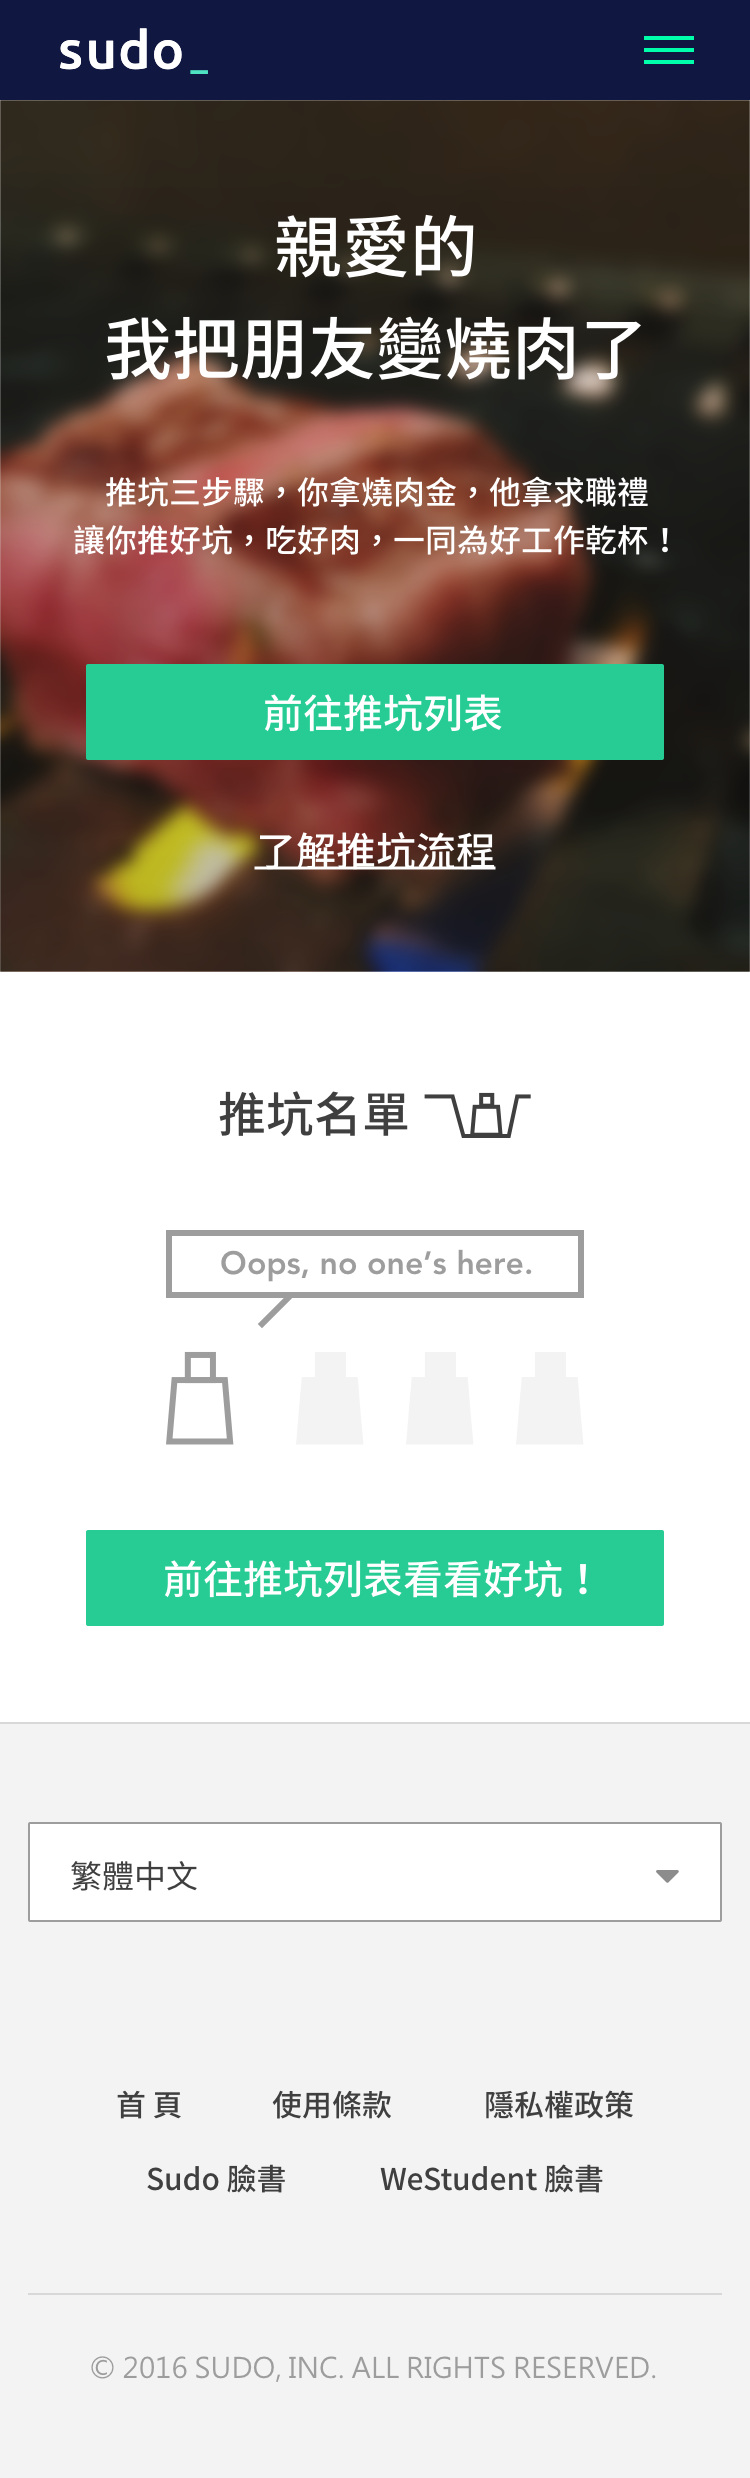 sudo_
親愛的
我把朋友變燒肉了
推坑三步驟，你拿燒肉金，他拿求職禮
讓你推好坑，吃好肉，一同為好工作乾杯！
前往推坑列表
了解推坑流程
推坑名單
Oops, no one’s here.
前往推坑列表看看好坑！
繁體中文
首 頁 使用條款 隱私權政策
Sudo 臉書 WeStudent 臉書
© 2016 SUDO, INC. ALL RIGHTS RESERVED.